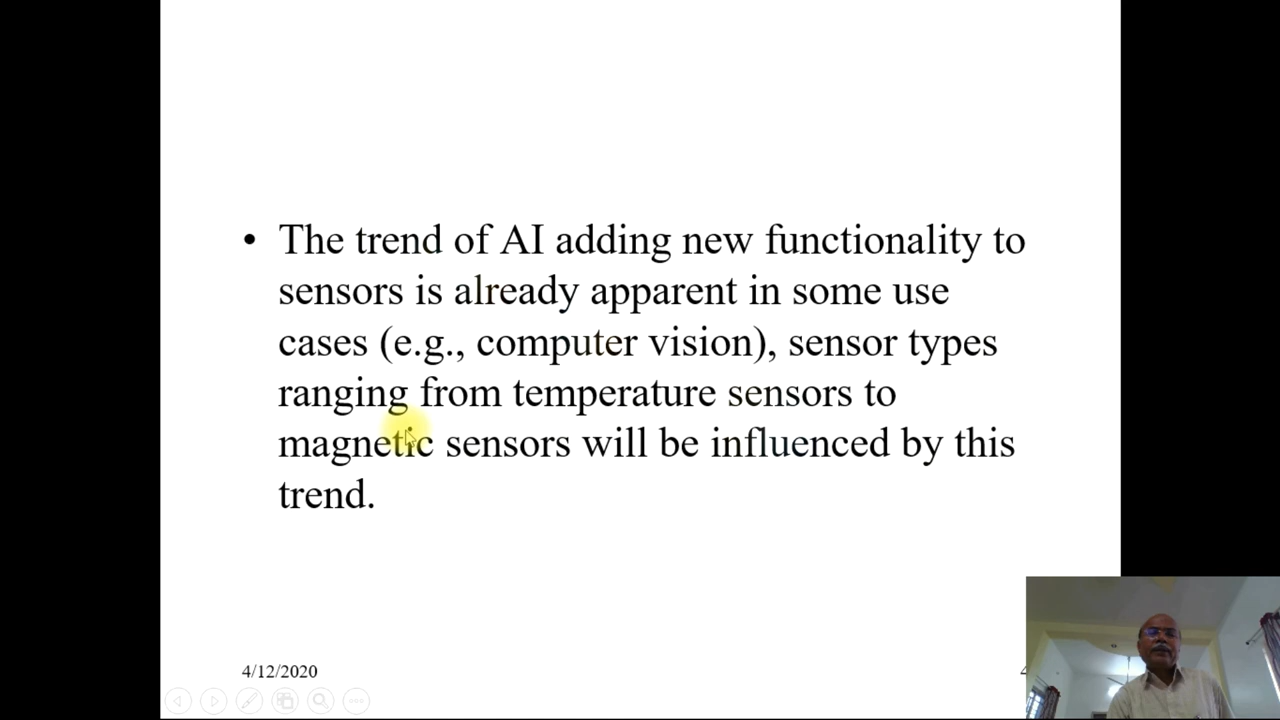 • The trend of AI adding new functionality to
sensors is already apparent in some use
cases (e.g., computer vision), sensor types
ranging from temperature sensors to
magnetic sensors will be influenced by this
trend.
4/12/2020